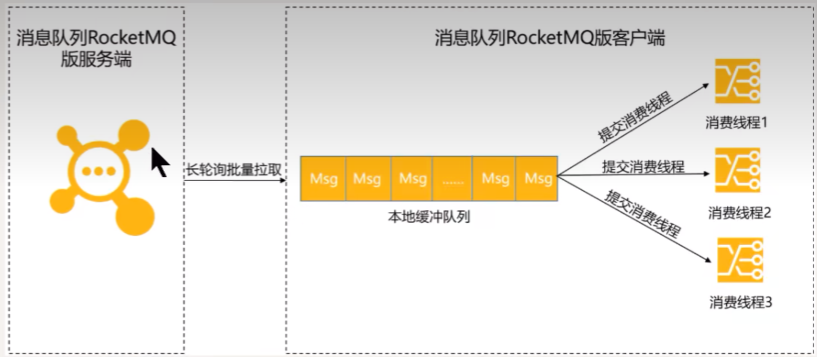 消息队列RocketMQ
版服务端
消息队列RocketMQ版客户端
长轮询批量拉取
Msg
Msg
Msg
......
Msg
Msg
本地缓冲队列
提交消费线程
消费线程1
提交消费线程
消费线程2
提交消费线程
消费线程3